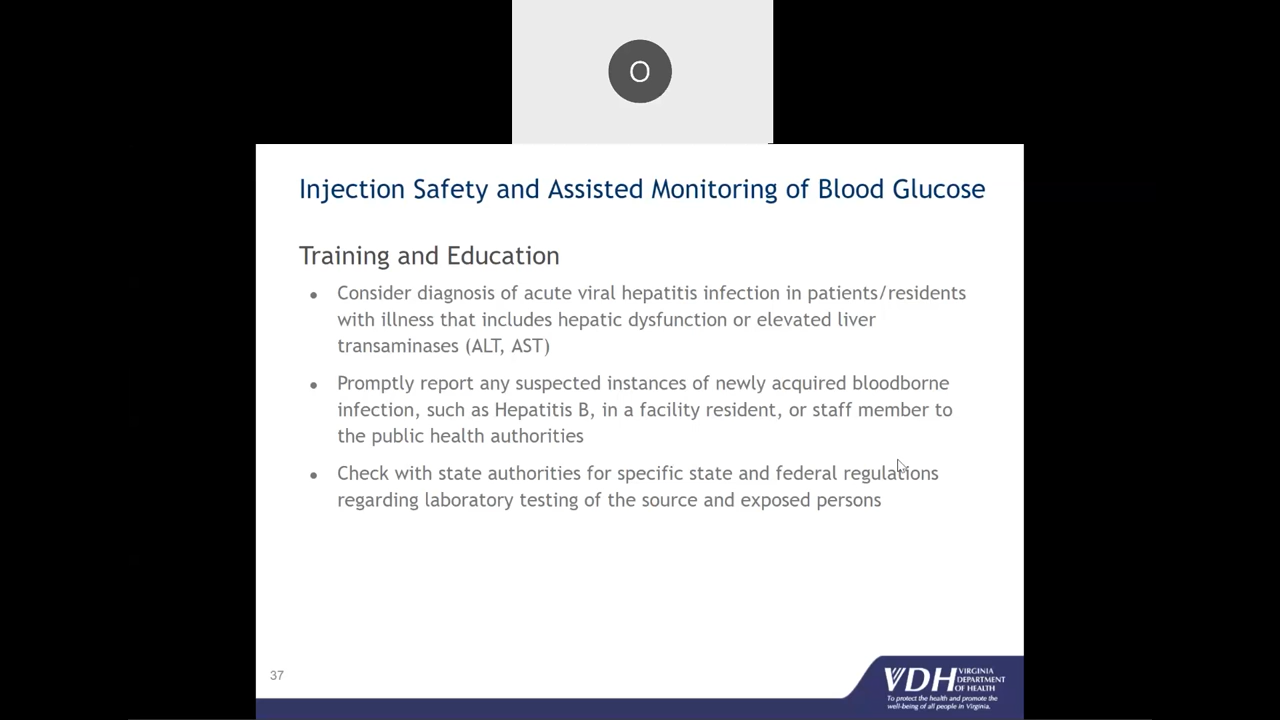 O
Injection Safety and Assisted Monitoring of Blood Glucose
Training and Education
• Consider diagnosis of acute viral hepatitis infection in patients/residents
with illness that includes hepatic dysfunction or elevated liver
transaminases (ALT, AST)
• Promptly report any suspected instances of newly acquired bloodborne
infection, such as Hepatitis B, in a facility resident, or staff member to
the public health authorities
• Check with state authorities for specific state and federal regulations
regarding laboratory testing of the source and exposed persons
37
VDH VIRGINIA
DEPARTMENT
OF HEALTH
To protect the health and promote the
well-being of all people in Virginia.